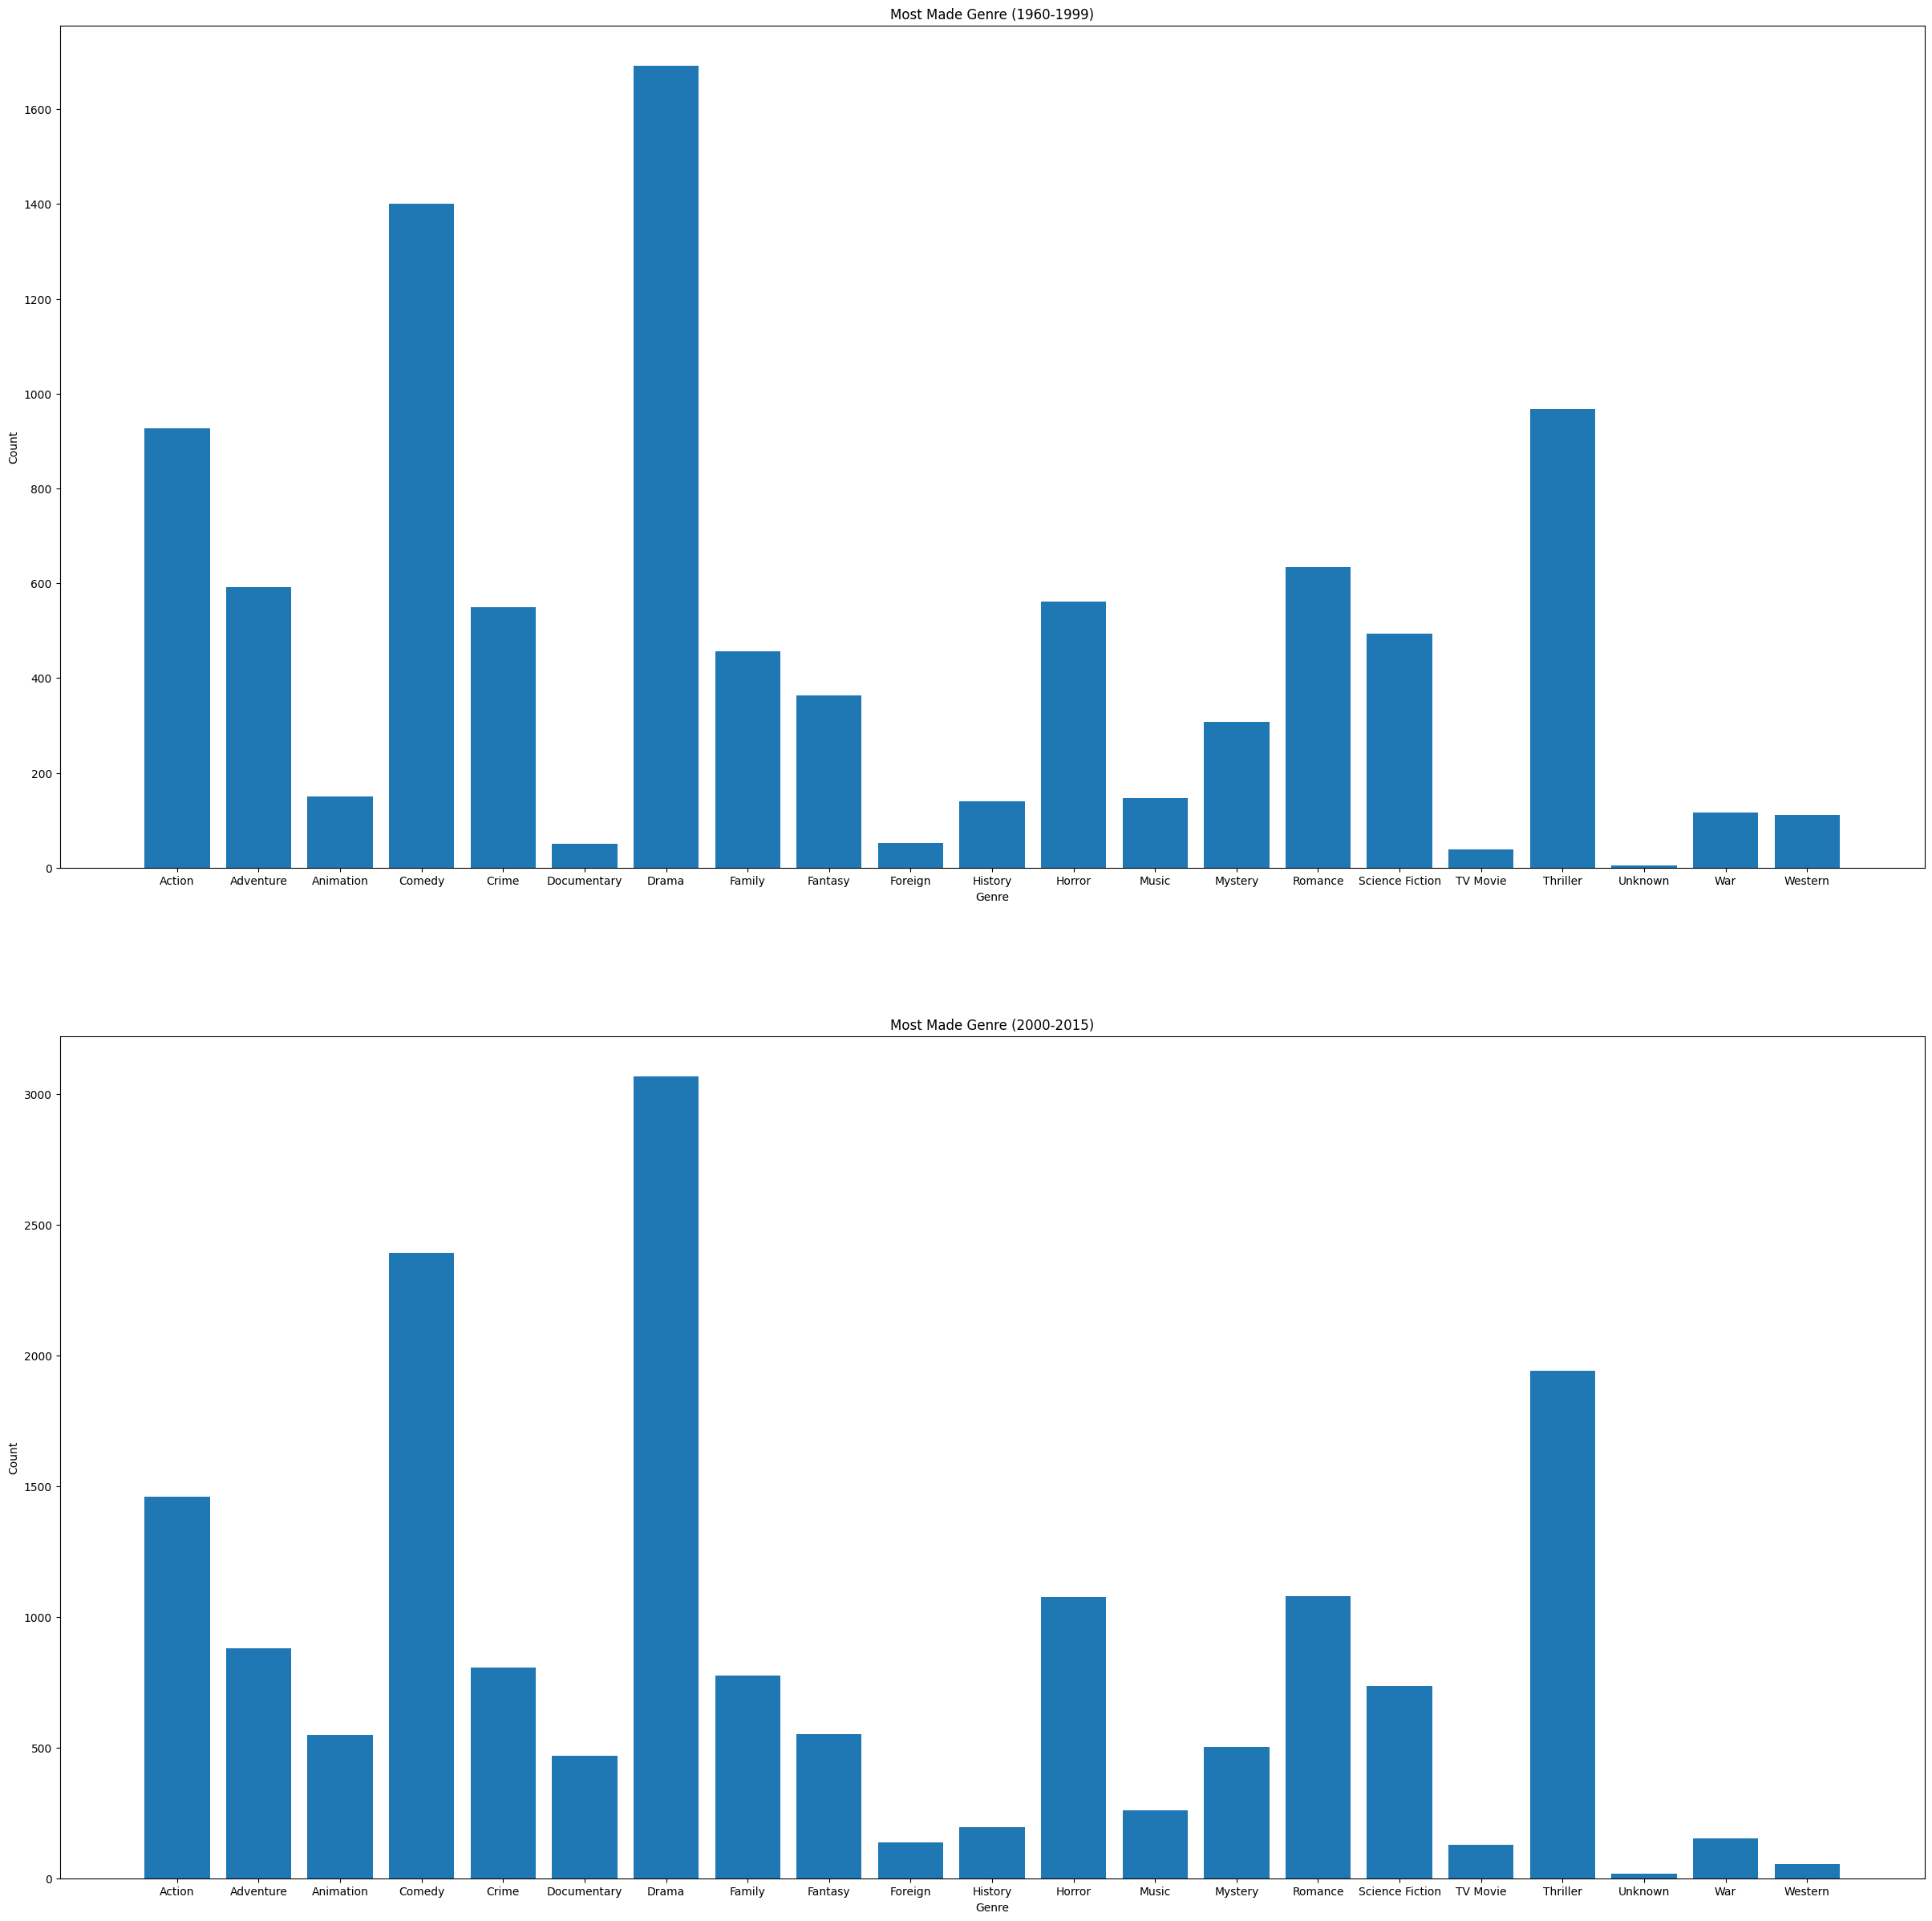 Most Made Genre (1960-1999)
1600
1400
1200
1000
800
600
400
200
0
Count
Action Adventure Animation Comedy Crime Documentary Drama Family Fantasy Foreign History Horror Music Mystery Romance Science Fiction TV Movie Thriller Unknown War Western
Genre
Most Made Genre (2000-2015)
3000
2500
2000
1500
1000
500
0
Count
Action Adventure Animation Comedy Crime Documentary Drama Family Fantasy Foreign History Horror Music Mystery Romance Science Fiction TV Movie Thriller Unknown War Western
Genre